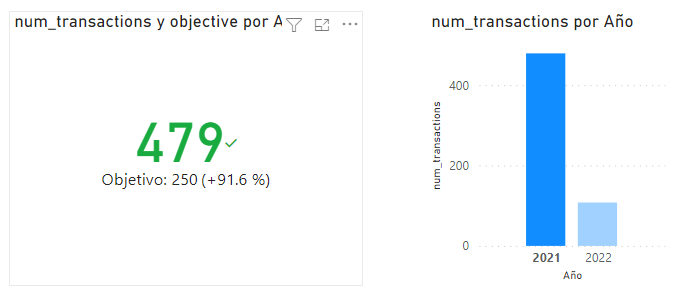 num_transactions y objective por A
479
Objetivo: 250 (+91.6 %)
num_transactions por Año
num_transactions
400
200
0
2021
2022
Año